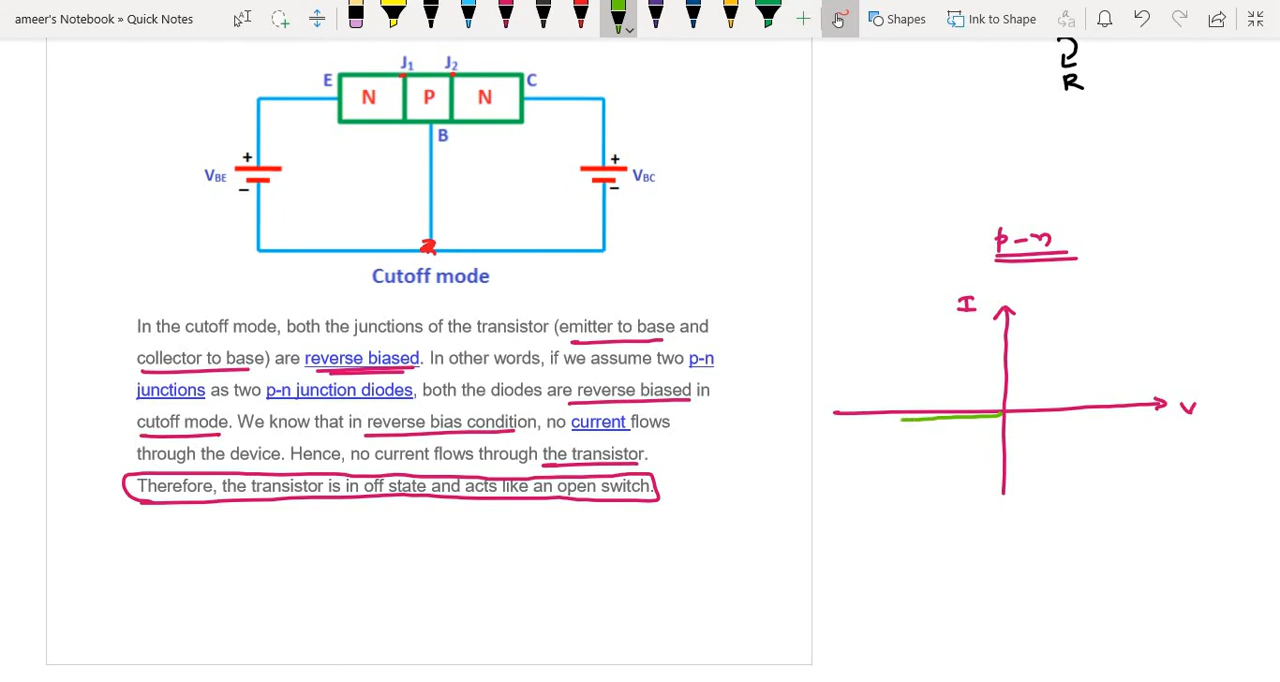 ameer's Notebook » Quick Notes
Shapes
Ink to Shape
R
J1 J2
E N P N C
B
+ +
VBE VBC
− −
Cutoff mode
In the cutoff mode, both the junctions of the transistor (emitter to base and
collector to base) are reverse biased. In other words, if we assume two p-n
junctions as two p-n junction diodes, both the diodes are reverse biased in
cutoff mode. We know that in reverse bias condition, no current flows
through the device. Hence, no current flows through the transistor.
Therefore, the transistor is in off state and acts like an open switch.
p-n
I
V